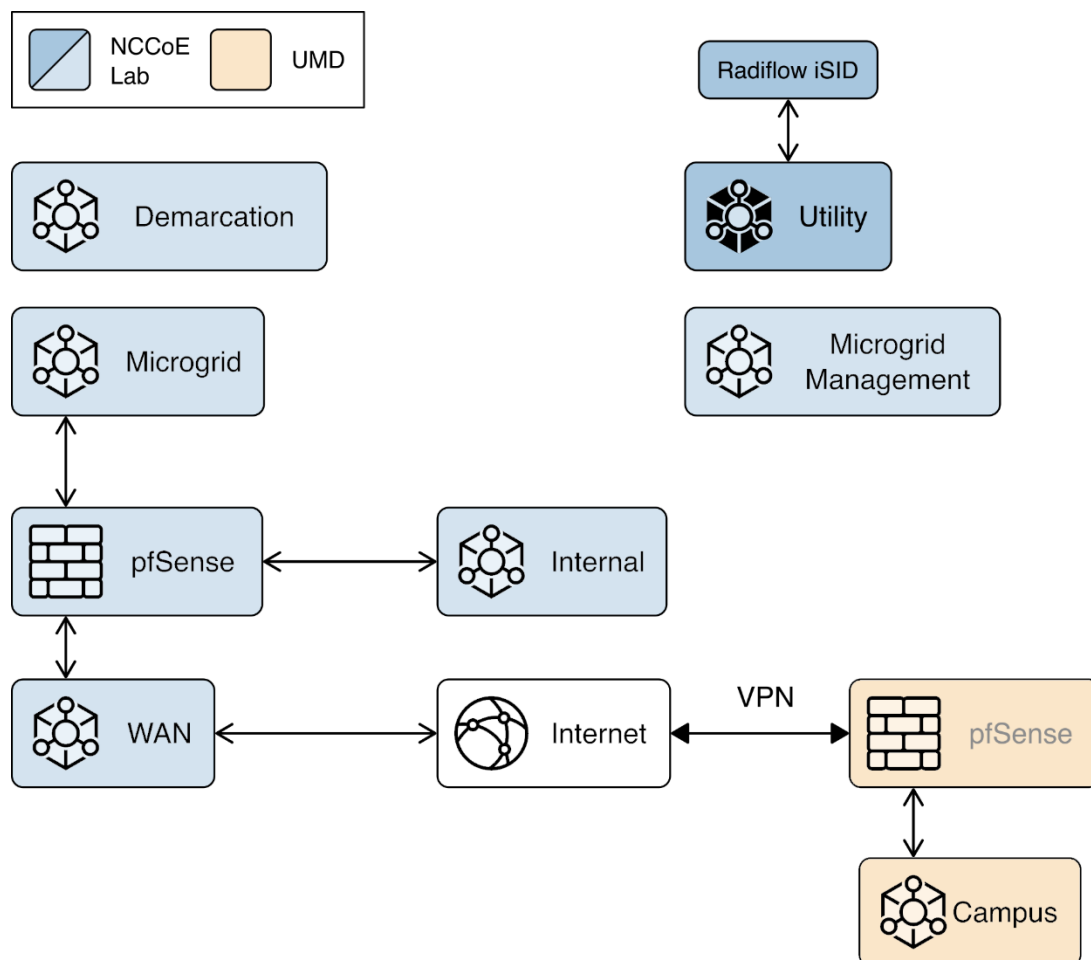 NCCoE
Lab
UMD
Radiflow iSID
Demarcation
Utility
Microgrid
Microgrid
Management
pfSense
Internal
WAN
Internet
VPN
pfSense
Campus